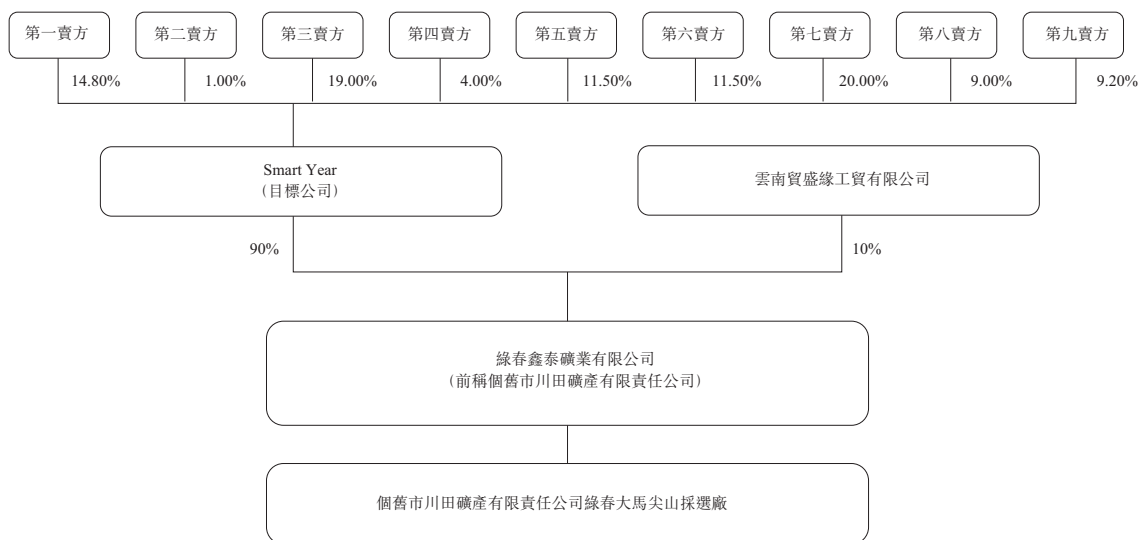 第一賣方
第二賣方
第三賣方
第四賣方
第五賣方
第六賣方
第七賣方
第八賣方
第九賣方
14.80%
1.00%
19.00%
4.00%
11.50%
11.50%
20.00%
9.00%
9.20%
Smart Year
(目標公司)
雲南貿盛緣工貿有限公司
90%
10%
綠春鑫泰礦業有限公司
(前稱個舊市川田礦產有限責任公司)
個舊市川田礦產有限責任公司綠春大馬尖山採選廠